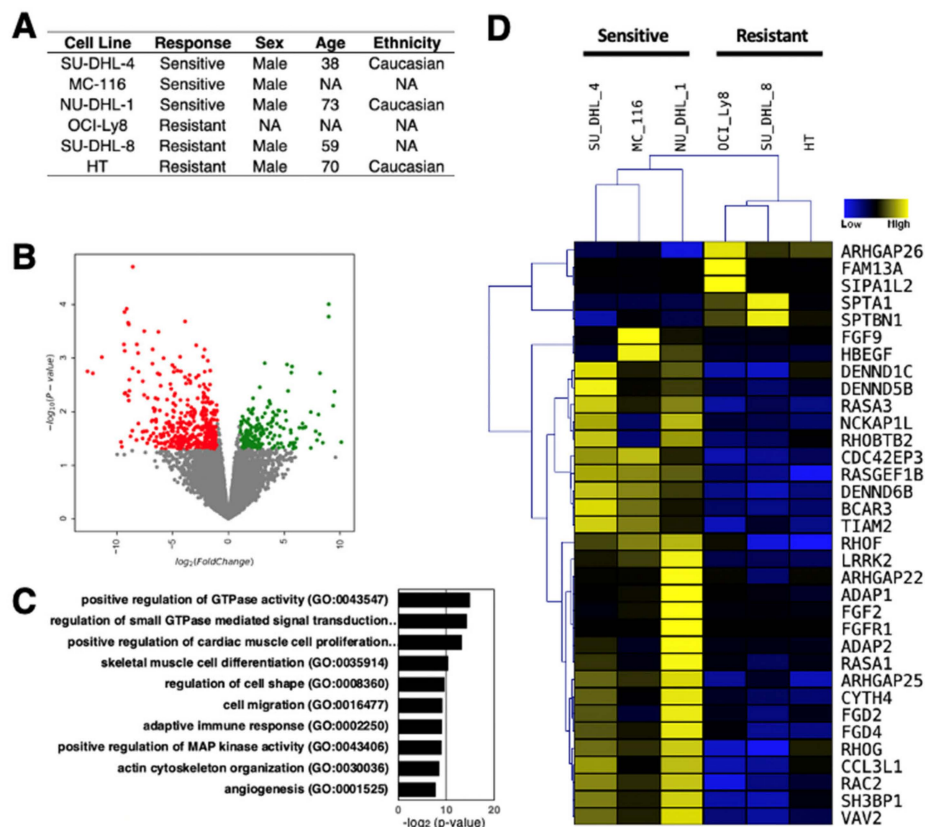 A
Cell Line Response Sex Age Ethnicity
SU-DHL-4 Sensitive Male 38 Caucasian
MC-116 Sensitive Male NA NA
NU-DHL-1 Sensitive Male 73 Caucasian
OCI-Ly8 Resistant NA NA NA
SU-DHL-8 Resistant Male 59 NA
HT Resistant Male 70 Caucasian
B
-log10(P-value)
4
3
2
1
0
-10 -5 0 5 10
log2(FoldChange)
C
positive regulation of GTPase activity (GO:0043547)
regulation of small GTPase mediated signal transduction..
positive regulation of cardiac muscle cell proliferation...
skeletal muscle cell differentiation (GO:0035914)
regulation of cell shape (GO:0008360)
cell migration (GO:0016477)
adaptive immune response (GO:0002250)
positive regulation of MAP kinase activity (GO:0043406)
actin cytoskeleton organization (GO:0030036)
angiogenesis (GO:0001525)
0 10 20
-log2 (p-value)
D
Sensitive Resistant
SU_DHL_4 MC_116 NU_DHL_1 OCI_Ly8 SU_DHL_8 HT
Low High
ARHGAP26
FAM13A
SIPA1L2
SPTA1
SPTBN1
FGF9
HBEGF
DENND1C
DENND5B
RASA3
NCKAP1L
RHOBTB2
CDC42EP3
RASGEF1B
DENND6B
BCAR3
TIAM2
RHOF
LRRK2
ARHGAP22
ADAP1
FGF2
FGFR1
ADAP2
RASA1
ARHGAP25
CYTH4
FGD2
FGD4
RHOG
CCL3L1
RAC2
SH3BP1
VAV2